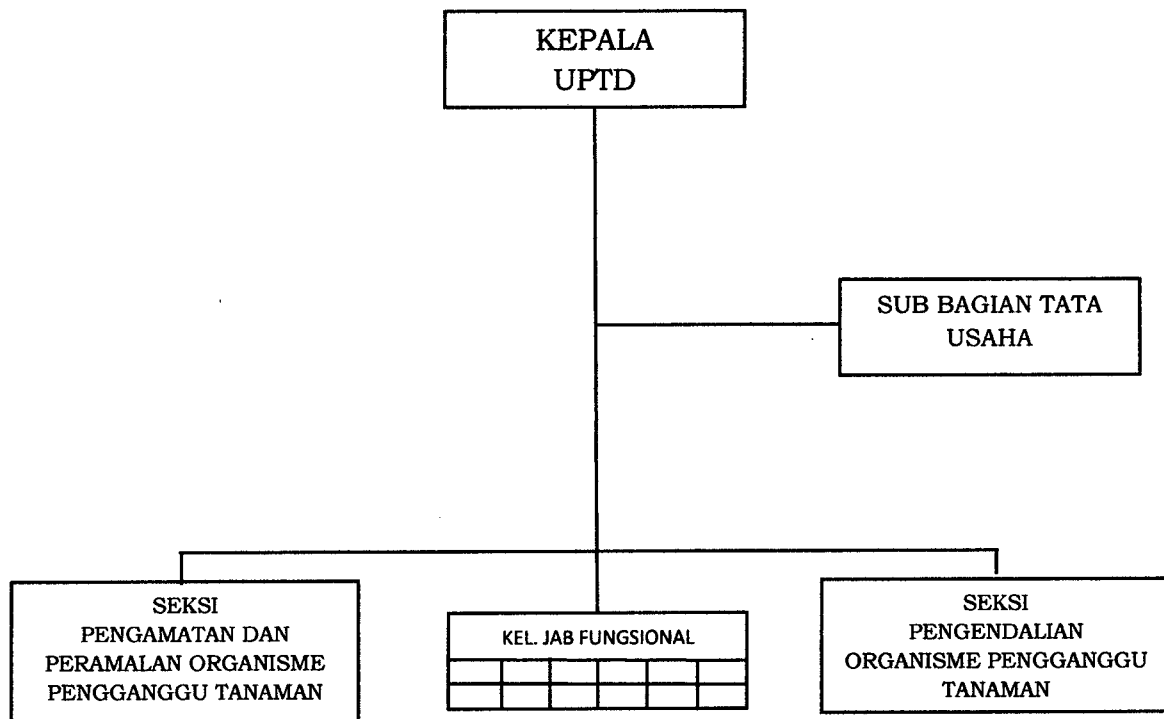 KEPALA
UPTD
SUB BAGIAN TATA
USAHA
SEKSI
PENGAMATAN DAN
PERAMALAN ORGANISME
PENGGANGGU TANAMAN
KEL. JAB FUNGSIONAL
SEKSI
PENGENDALIAN
ORGANISME PENGGANGGU
TANAMAN